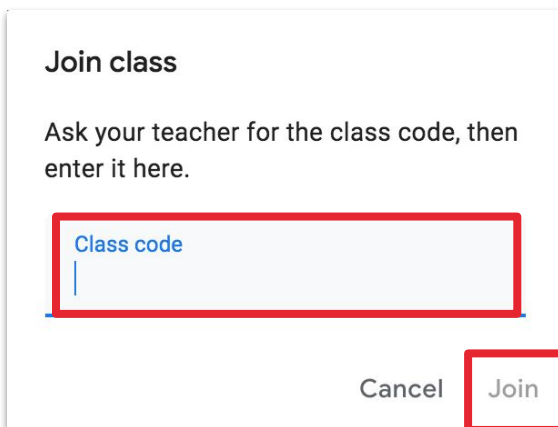 Join class
Ask your teacher for the class code, then
enter it here.
Class code
Cancel Join